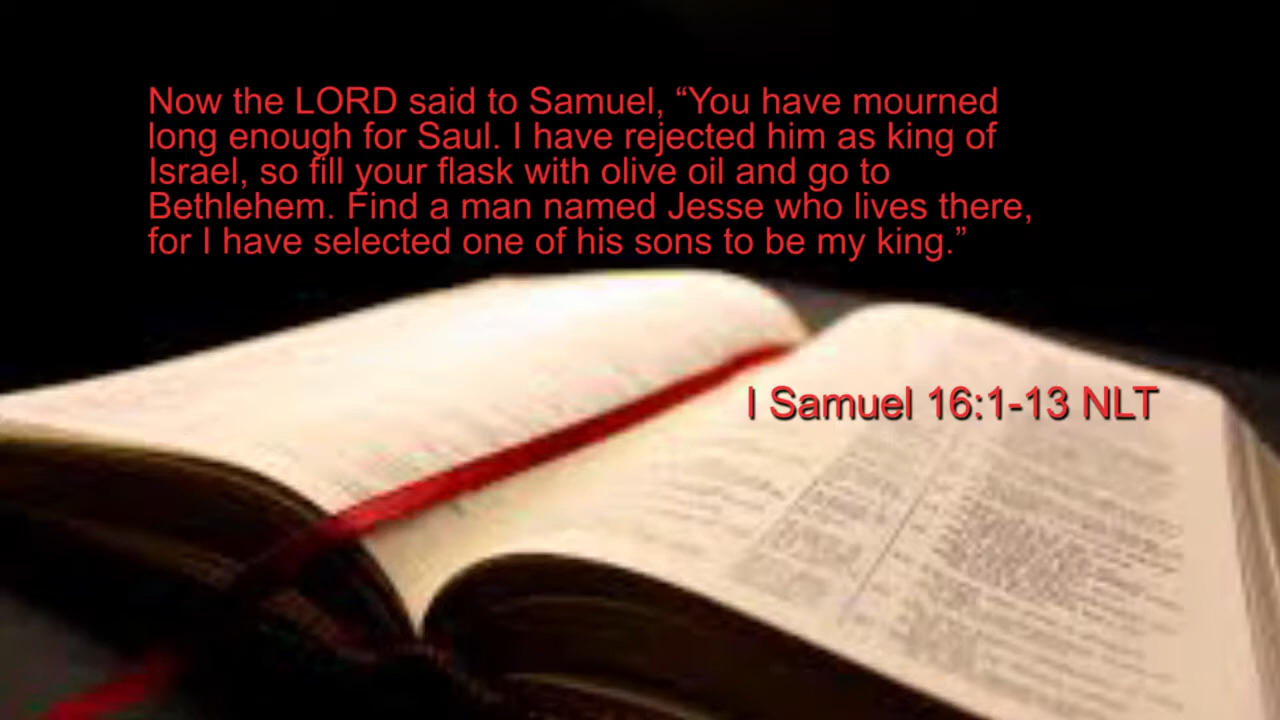 Now the LORD said to Samuel, “You have mourned
long enough for Saul. I have rejected him as king of
Israel, so fill your flask with olive oil and go to
Bethlehem. Find a man named Jesse who lives there,
for I have selected one of his sons to be my king.”
I Samuel 16:1-13 NLT